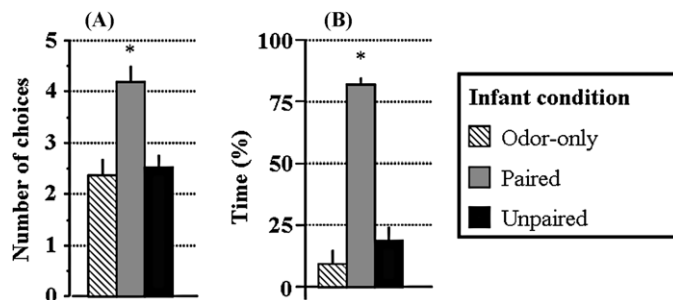 (A)
(B)
5
4
3
2
1
0
Number of choices
*
100
75
50
25
0
Time (%)
*
Infant condition
Odor-only
Paired
Unpaired